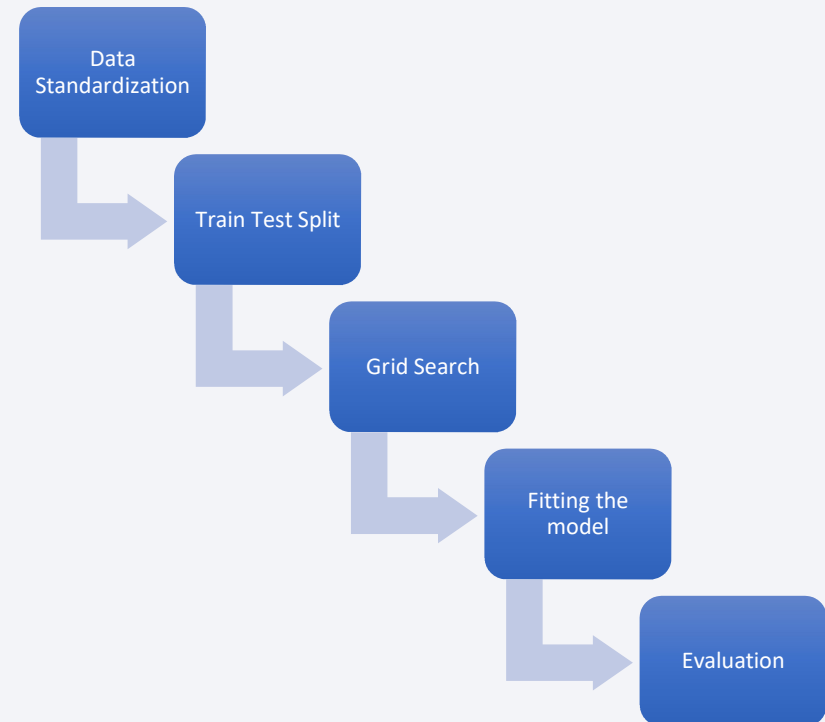 Data
Standardization
Train Test Split
Grid Search
Fitting the
model
Evaluation